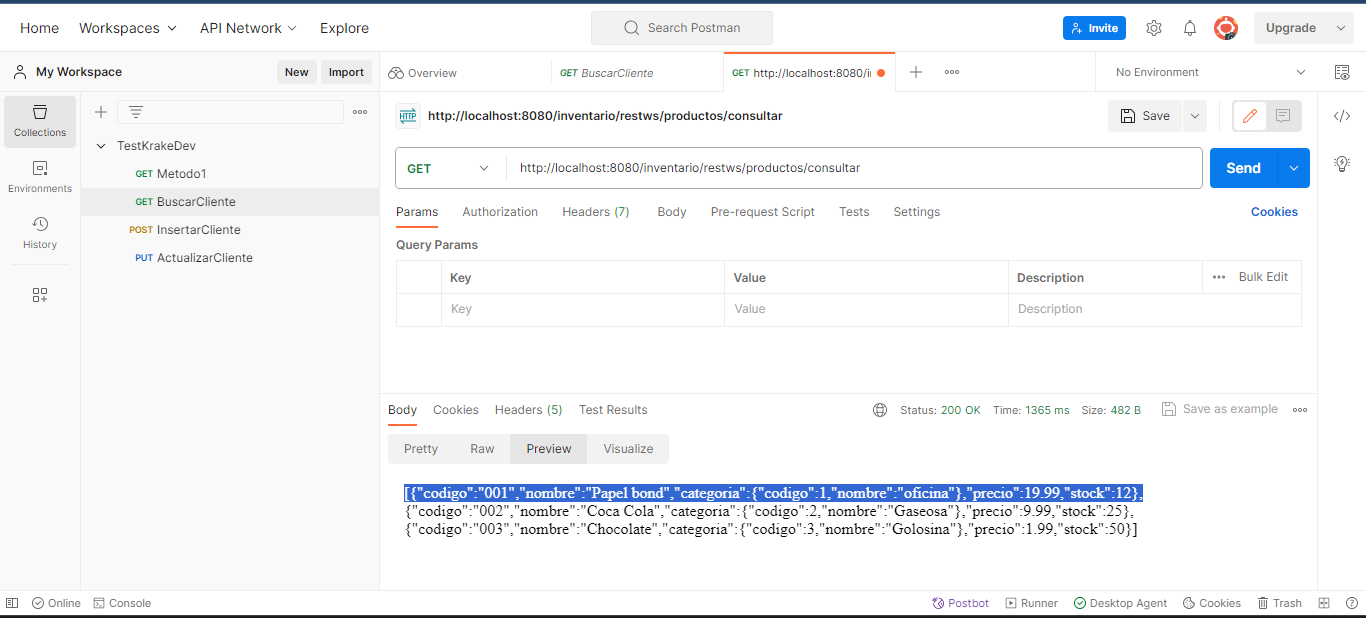 Home Workspaces API Network Explore Search Postman Invite Upgrade
My Workspace New Import Overview GET BuscarCliente GET http://localhost:8080/i No Environment
HTTP http://localhost:8080/inventario/restws/productos/consultar Save
Collections
Environments
History
TestKrakeDev
GET Metodo1
GET BuscarCliente
POST InsertarCliente
PUT ActualizarCliente
GET http://localhost:8080/inventario/restws/productos/consultar Send
Params Authorization Headers (7) Body Pre-request Script Tests Settings Cookies
Query Params
Key Value Description Bulk Edit
Key Value Description
Body Cookies Headers (5) Test Results Status: 200 OK Time: 1365 ms Size: 482 B Save as example
Pretty Raw Preview Visualize
[{"codigo":"001","nombre":"Papel bond","categoria":{"codigo":1,"nombre":"oficina"},"precio":19.99,"stock":12},
{"codigo":"002","nombre":"Coca Cola","categoria":{"codigo":2,"nombre":"Gaseosa"},"precio":9.99,"stock":25},
{"codigo":"003","nombre":"Chocolate","categoria":{"codigo":3,"nombre":"Golosina"},"precio":1.99,"stock":50}]
Online Console Postbot Runner Desktop Agent Cookies Trash